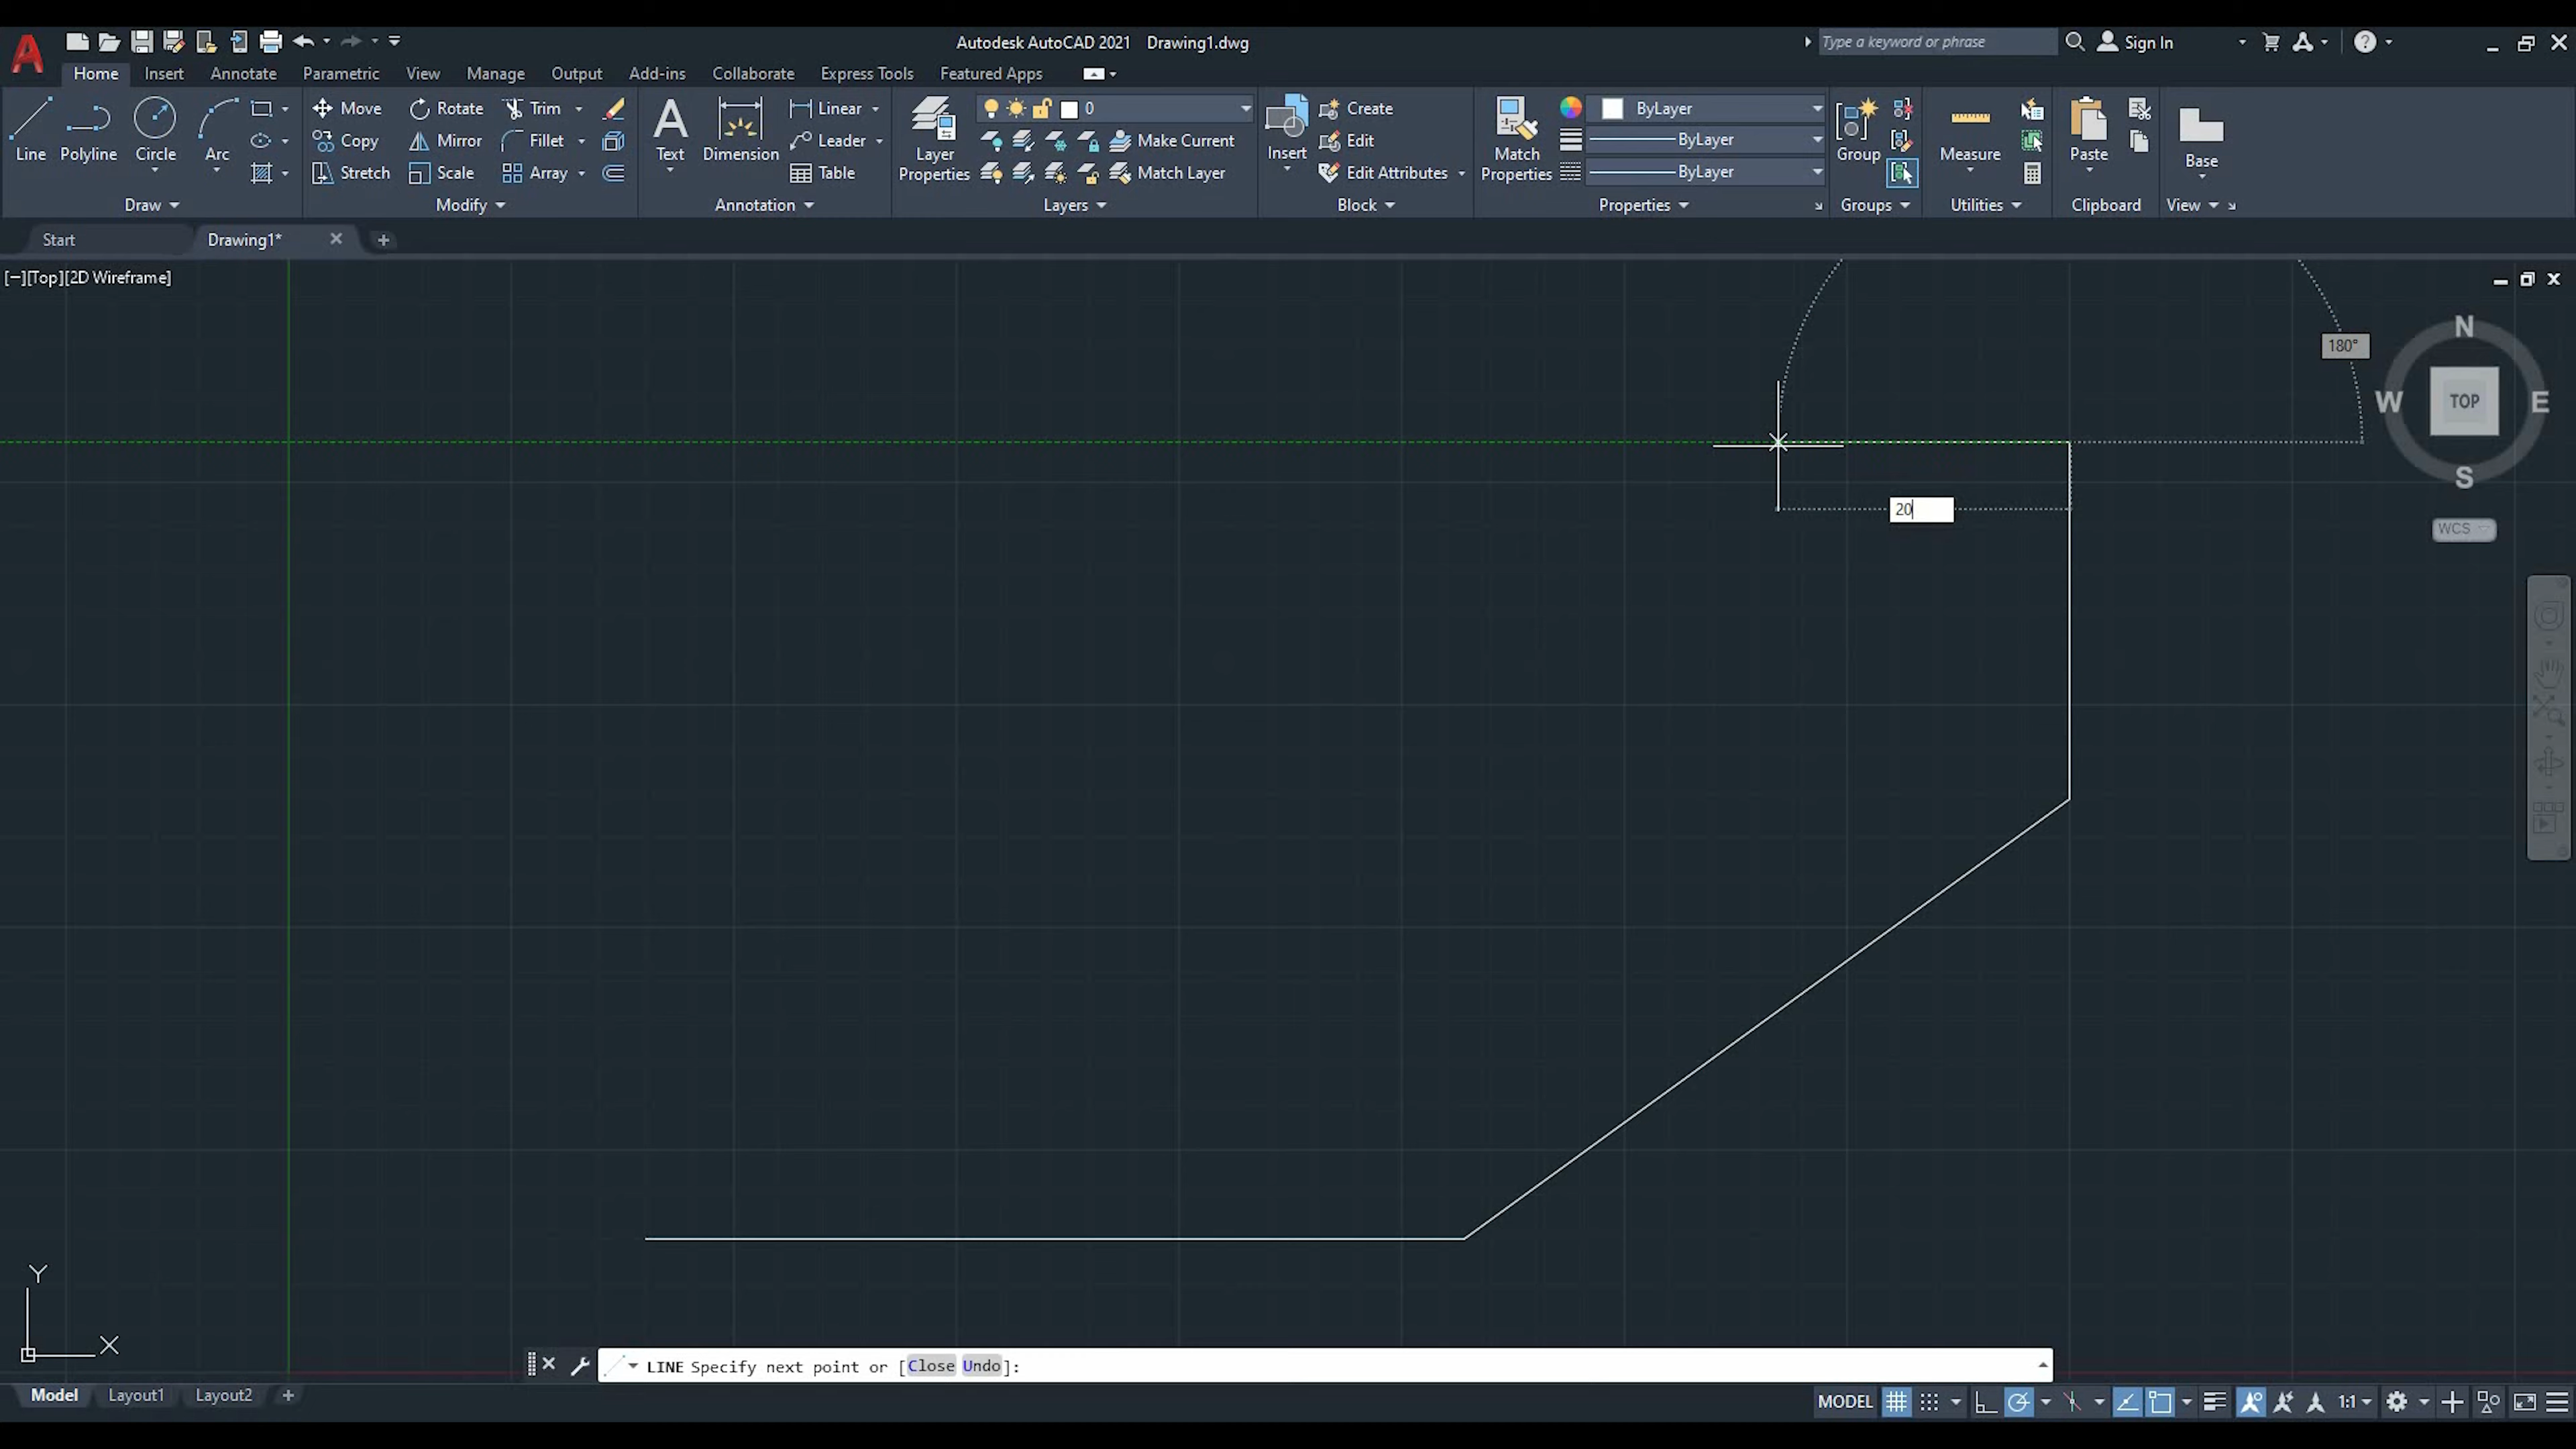 Autodesk AutoCAD 2021 Drawing1.dwg
Type a keyword or phrase
Sign In
Home Insert Annotate Parametric View Manage Output Add-ins Collaborate Express Tools Featured Apps
Line Polyline Circle Arc
Move Rotate Trim
Copy Mirror Fillet
Stretch Scale Array
Text Dimension
Linear
Leader
Table
Layer Properties
0
Make Current
Match Layer
Insert
Create
Edit
Edit Attributes
Match Properties
ByLayer
ByLayer
ByLayer
Group
Measure
Paste
Base
Draw Modify Annotation Layers Block Properties Groups Utilities Clipboard View
Start Drawing1*
[−][Top][2D Wireframe]
180°
N
W TOP E
S
WCS
20
Y
X
LINE Specify next point or [Close Undo]:
Model Layout1 Layout2
MODEL 1:1